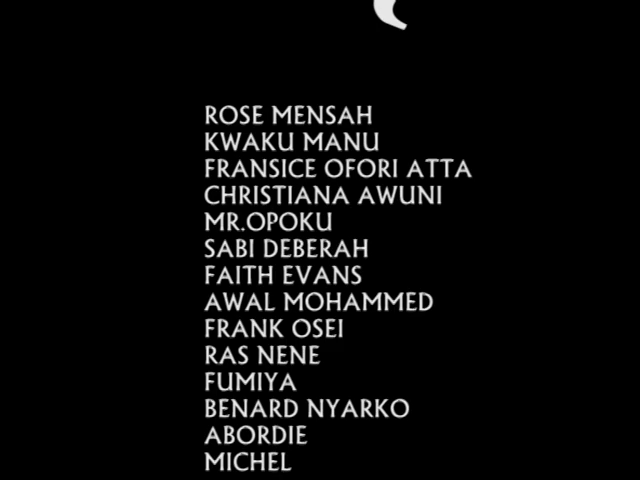 ROSE MENSAH
KWAKU MANU
FRANSICE OFORI ATTA
CHRISTIANA AWUNI
MR.OPOKU
SABI DEBERAH
FAITH EVANS
AWAL MOHAMMED
FRANK OSEI
RAS NENE
FUMIYA
BENARD NYARKO
ABORDIE
MICHEL